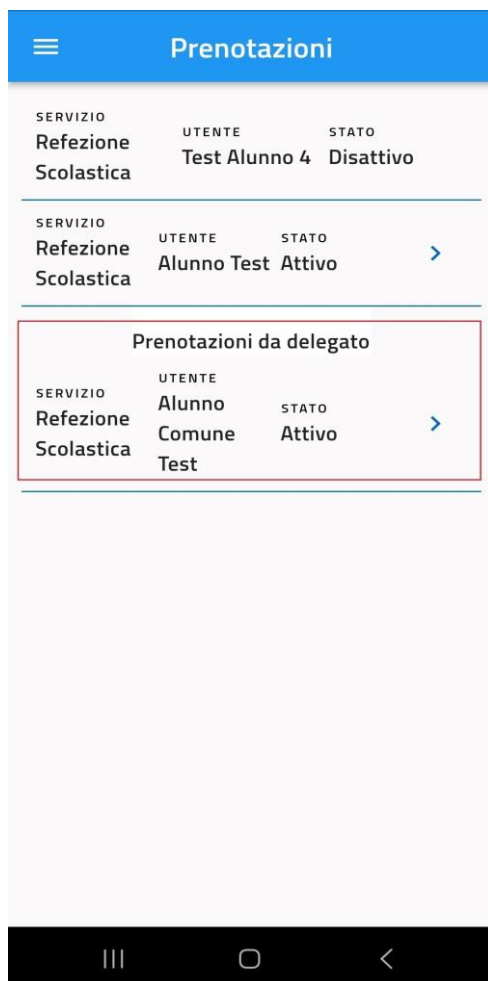 Prenotazioni
SERVIZIO
Refezione
Scolastica
UTENTE
Test Alunno 4
STATO
Disattivo
SERVIZIO
Refezione
Scolastica
UTENTE
Alunno Test
STATO
Attivo
Prenotazioni da delegato
SERVIZIO
Refezione
Scolastica
UTENTE
Alunno
Comune
Test
STATO
Attivo